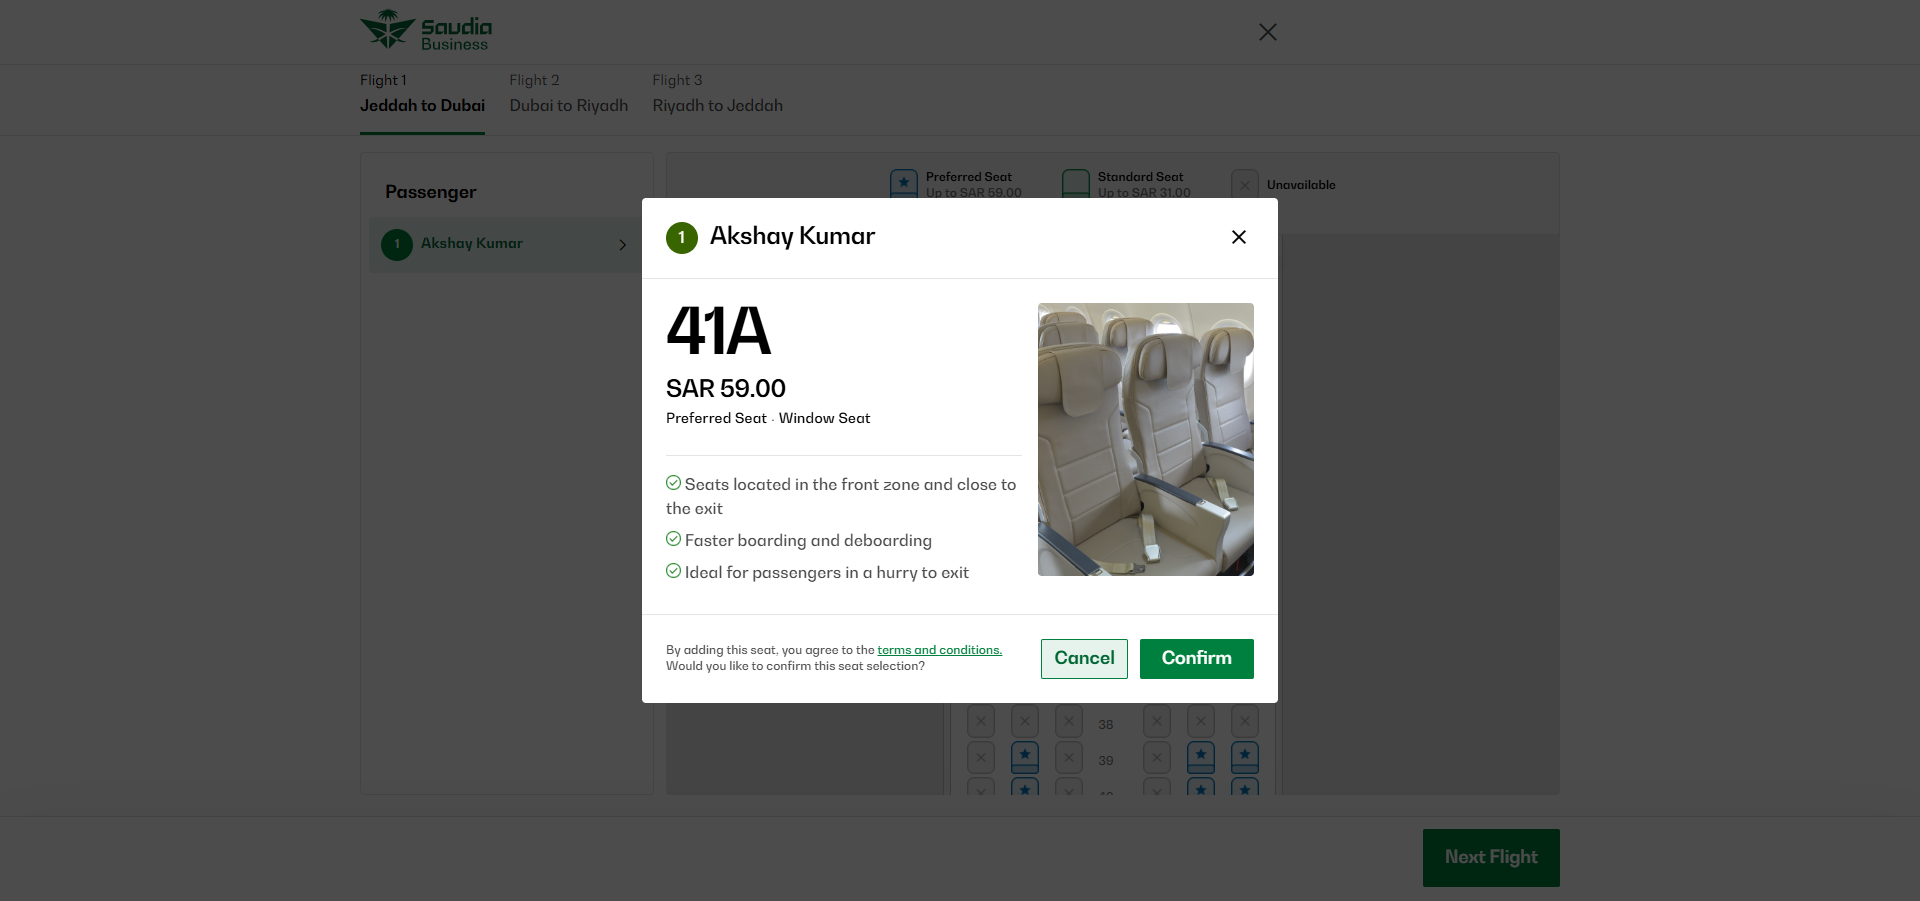 Saudia
Business
Flight 1
Jeddah to Dubai
Flight 2
Dubai to Riyadh
Flight 3
Riyadh to Jeddah
Passenger
1
Akshay Kumar
Preferred Seat
Up to SAR 59.00
Standard Seat
Up to SAR 31.00
Unavailable
1
Akshay Kumar
41A
SAR 59.00
Preferred Seat · Window Seat
Seats located in the front zone and close to
the exit
Faster boarding and deboarding
Ideal for passengers in a hurry to exit
By adding this seat, you agree to the terms and conditions.
Would you like to confirm this seat selection?
Cancel
Confirm
38
39
Next Flight